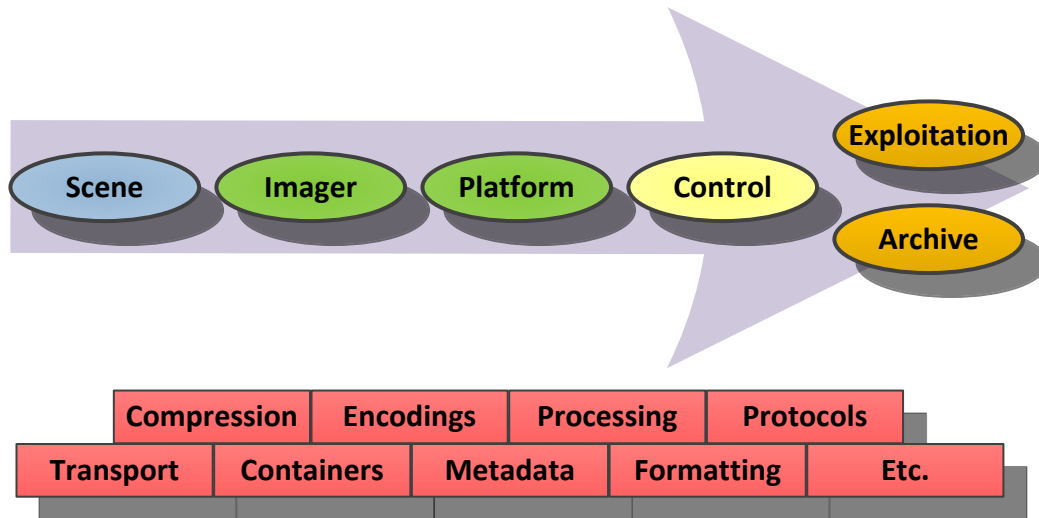 Exploitation
Scene
Imager
Platform
Control
Archive
Compression
Encodings
Processing
Protocols
Transport
Containers
Metadata
Formatting
Etc.